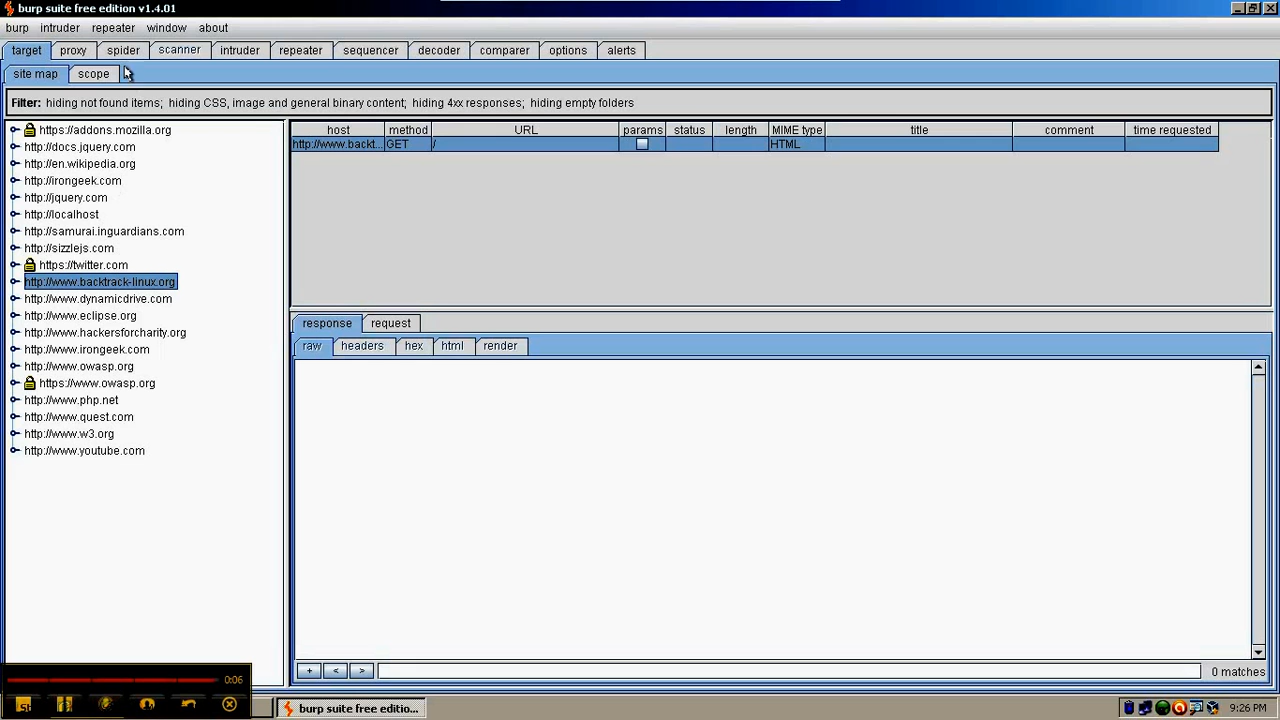 burp suite free edition v1.4.01
burp intruder repeater window about
target proxy spider scanner intruder repeater sequencer decoder comparer options alerts
site map scope
Filter: hiding not found items; hiding CSS, image and general binary content; hiding 4xx responses; hiding empty folders
host method URL params status length MIME type title comment time requested
http://www.backt... GET / HTML
https://addons.mozilla.org
http://docs.jquery.com
http://en.wikipedia.org
http://irongeek.com
http://jquery.com
http://localhost
http://samurai.inguardians.com
http://sizzlejs.com
https://twitter.com
http://www.backtrack-linux.org
http://www.dynamicdrive.com
http://www.eclipse.org
http://www.hackersforcharity.org
http://www.irongeek.com
http://www.owasp.org
https://www.owasp.org
http://www.php.net
http://www.quest.com
http://www.w3.org
http://www.youtube.com
response request
raw headers hex html render
+ < > 0 matches
0:06
burp suite free editio... 9:26 PM